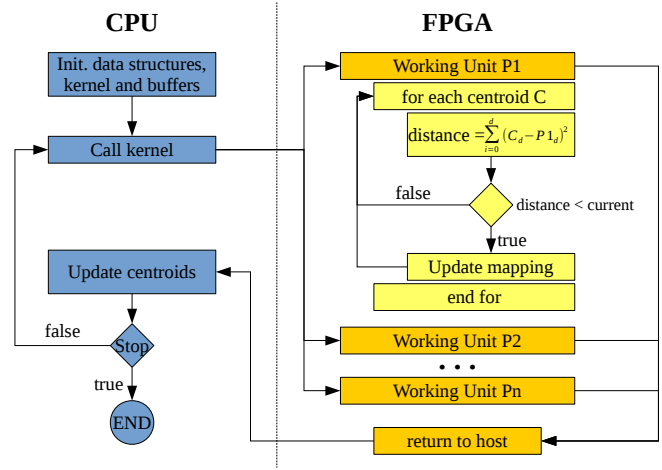 CPU
Init. data structures,
kernel and buffers
Call kernel
Update centroids
false
Stop
true
END
FPGA
Working Unit P1
for each centroid C
distance = ∑_{i=0}^{d} (C_d − P1_d)^2
false
distance < current
true
Update mapping
end for
Working Unit P2
• • •
Working Unit Pn
return to host